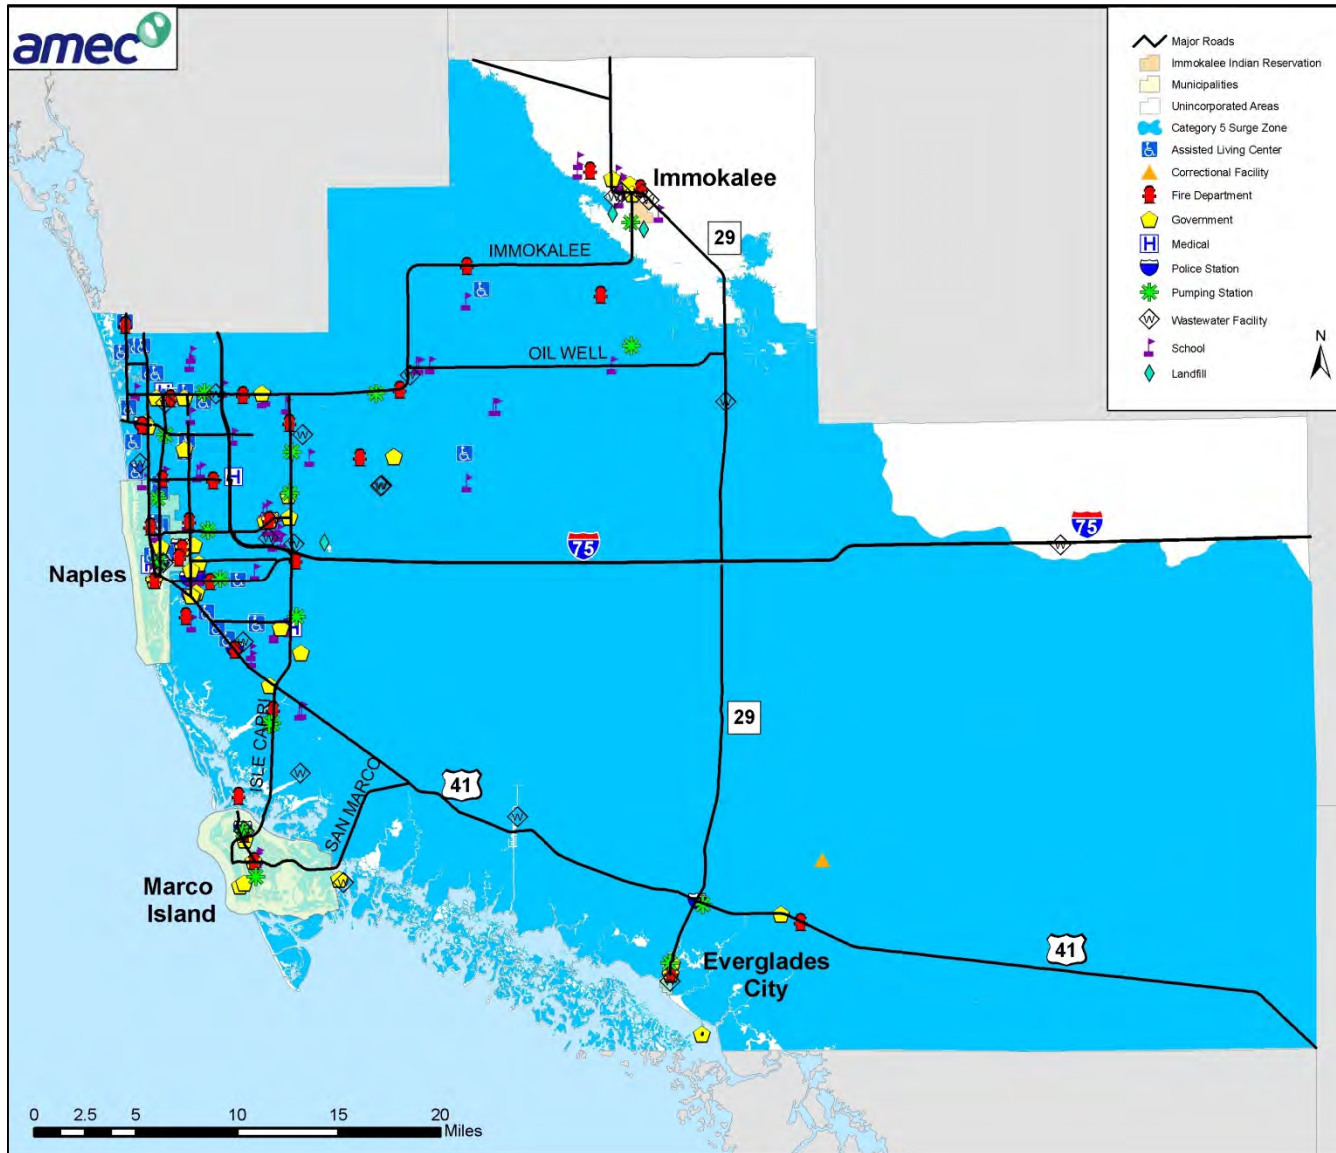 amec
Major Roads
Immokalee Indian Reservation
Municipalities
Unincorporated Areas
Category 5 Surge Zone
Assisted Living Center
Correctional Facility
Fire Department
Government
H Medical
Police Station
Pumping Station
W Wastewater Facility
School
Landfill
N
Immokalee
29
IMMOKALEE
OIL WELL
H
75
75
Naples
29
ISLE CAPRI
SAN MARCO
41
Marco
Island
Everglades
City
41
0 2.5 5 10 15 20
Miles